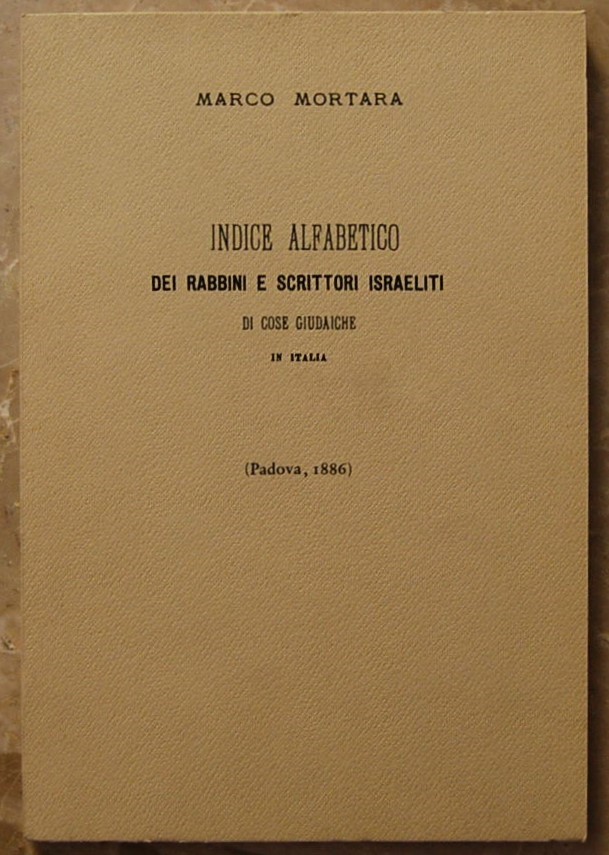 MARCO MORTARA
INDICE ALFABETICO
DEI RABBINI E SCRITTORI ISRAELITI
DI COSE GIUDAICHE
IN ITALIA
(Padova, 1886)